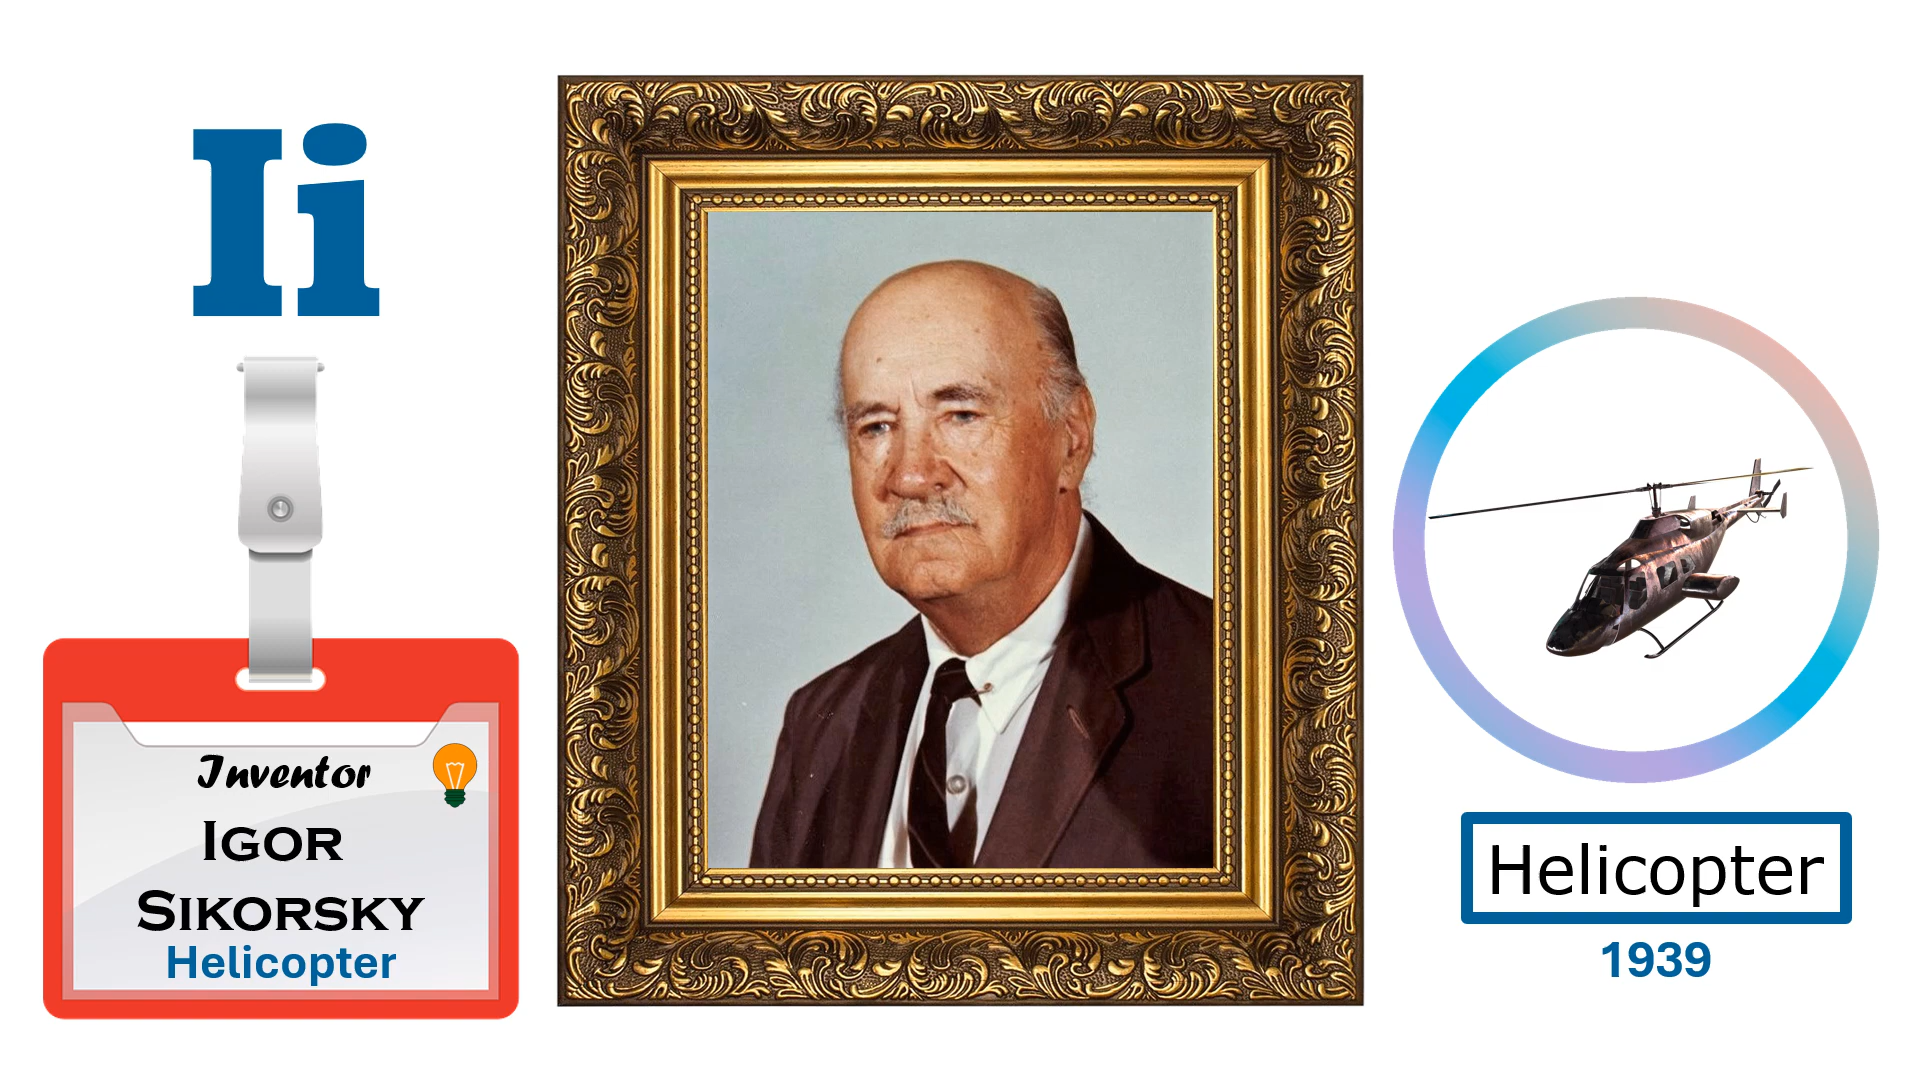 Ii
Inventor
IGOR
SIKORSKY
Helicopter
Helicopter
1939